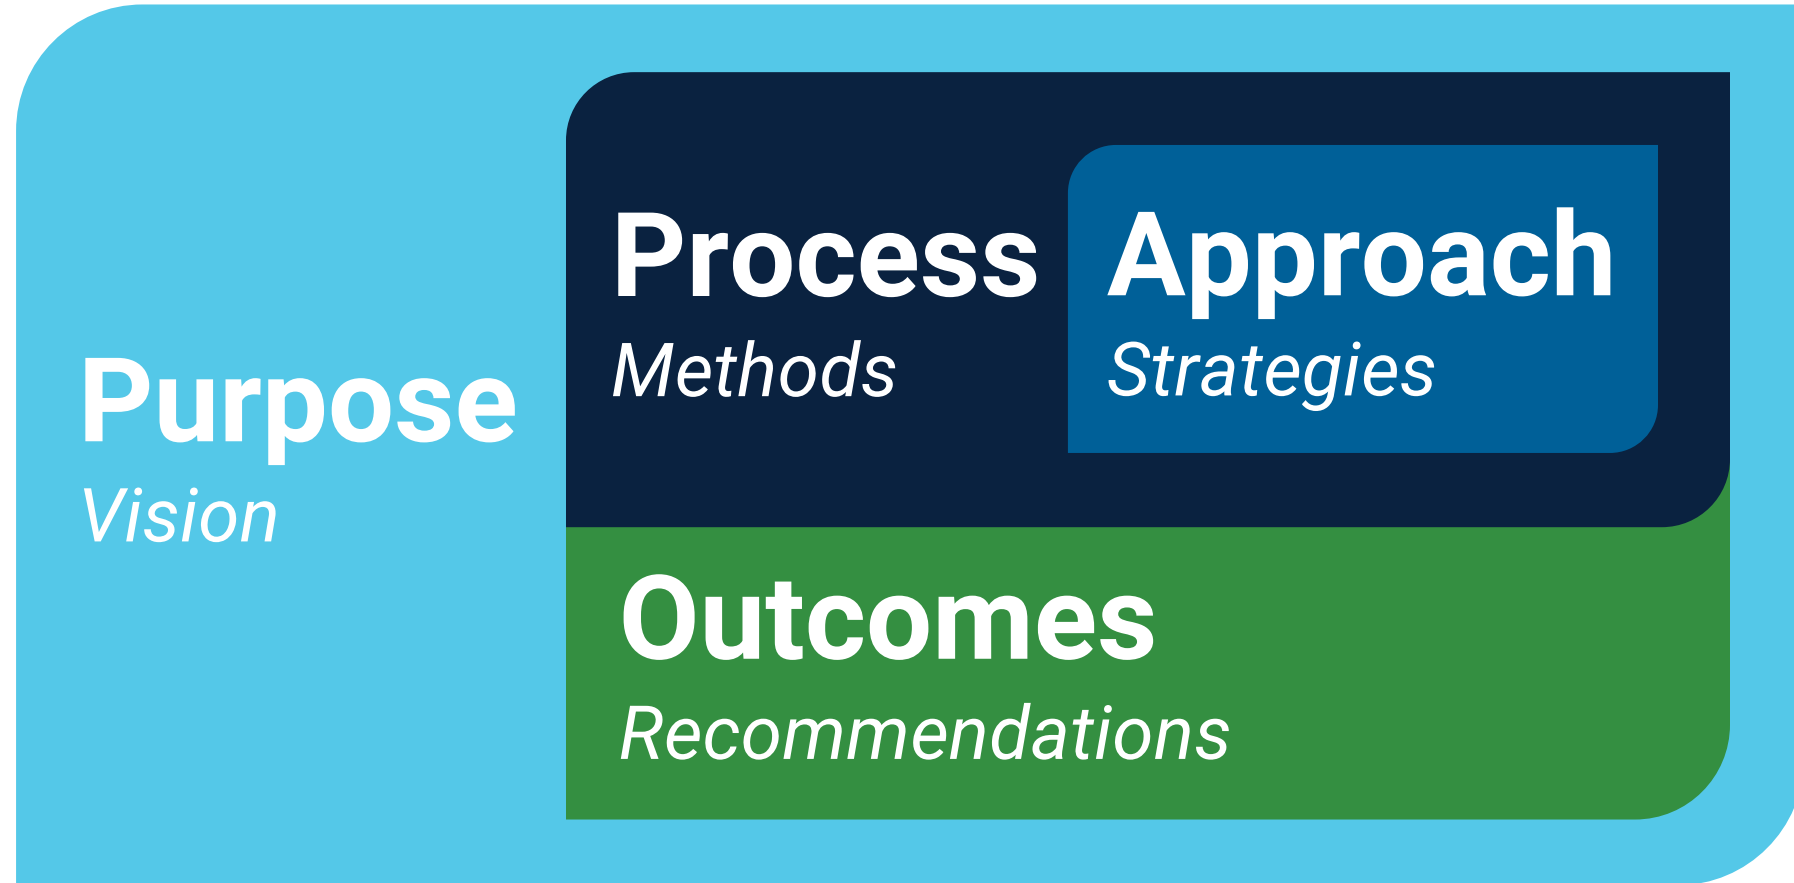 Purpose
Vision
Process
Methods
Approach
Strategies
Outcomes
Recommendations